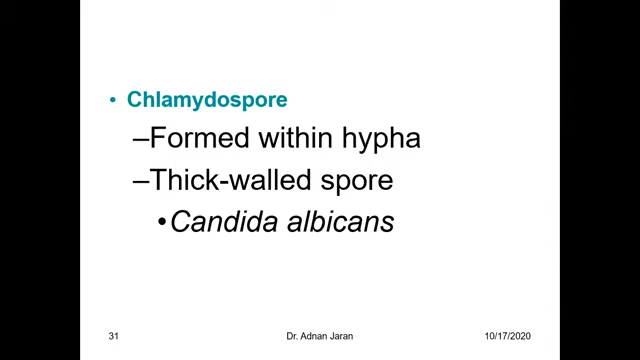 • Chlamydospore
–Formed within hypha
–Thick-walled spore
•Candida albicans
31 Dr. Adnan Jaran 10/17/2020